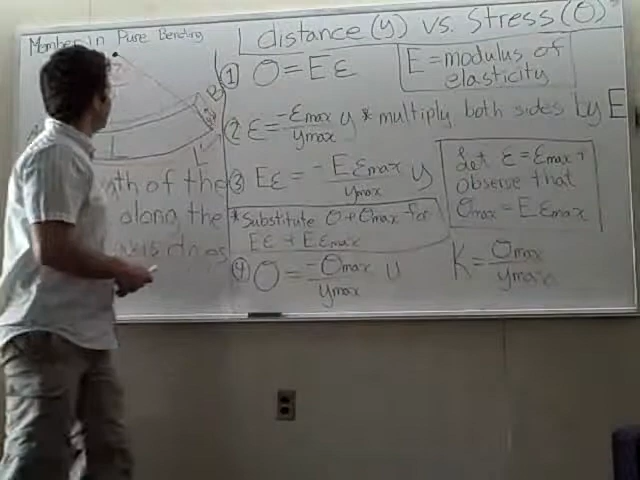 Member in Pure Bending
⊥ distance (y) vs. Stress (σ)
① σ = Eε
E = modulus of
elasticity
② ε = -εmax/ymax y * multiply both sides by E
③ Eε = -Eεmax/ymax y
Let ε = εmax,
observe that
σmax = Eεmax
*Substitute σ + σmax for
Eε + Eεmax
④ σ = -σmax/ymax y
K = σmax/ymax
B
L
L
of the
along the